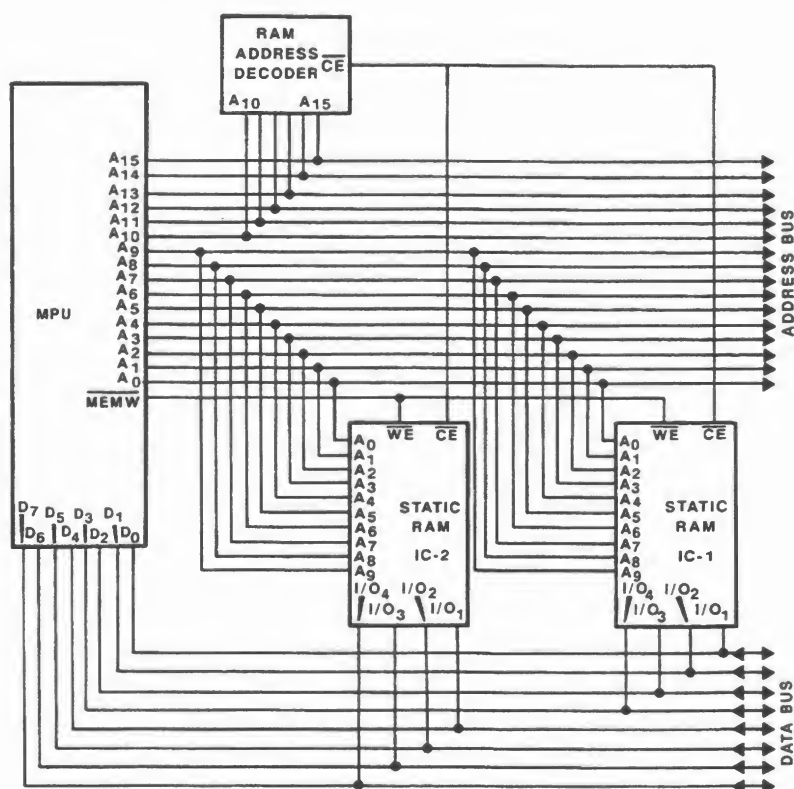 RAM
ADDRESS
DECODER
CE
A10 A15
A15
A14
A13
A12
A11
A10
A9
A8
A7
A6
A5
A4
A3
A2
A1
A0
MEMW
MPU
D7 D5 D3 D1
D6 D4 D2 D0
ADDRESS BUS
WE CE
A0
A1
A2
A3
A4
A5
A6
A7
A8
A9
STATIC
RAM
IC-2
I/O4 I/O2
I/O3 I/O1
WE CE
A0
A1
A2
A3
A4
A5
A6
A7
A8
A9
STATIC
RAM
IC-1
I/O4 I/O2
I/O3 I/O1
DATA BUS